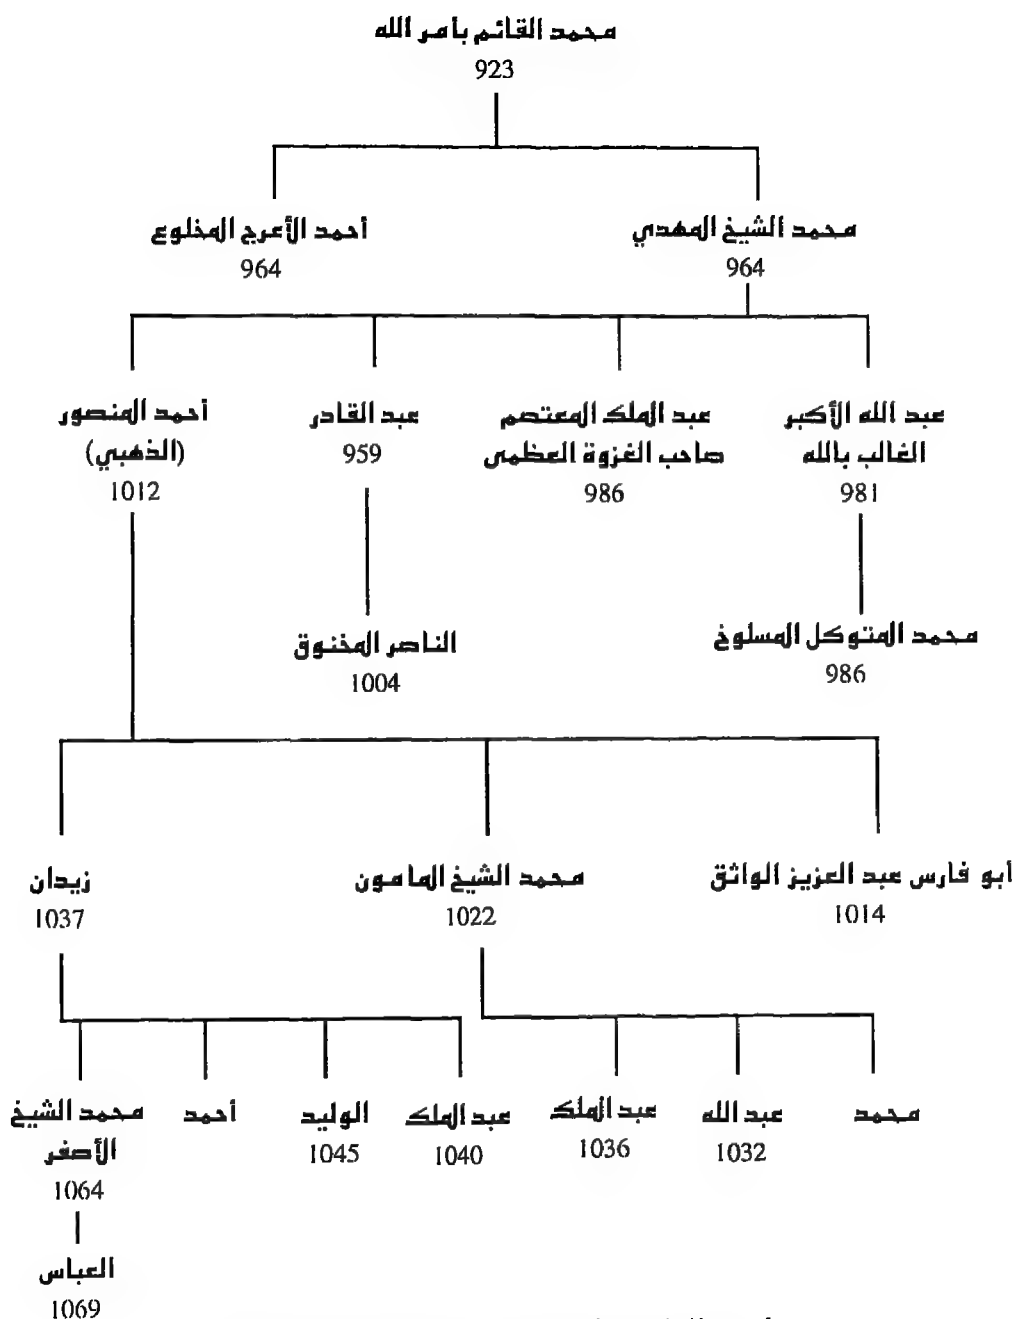 محمد القائم بأمر الله
923
محمد الشيخ المهدي
964
أحمد الأعرج المخلوع
964
عبد الله الأكبر
الغالب بالله
981
عبد الملك المعتصم
صاحب الغزوة العظمى
986
عبد القادر
959
أحمد المنصور
(الذهبي)
1012
محمد المتوكل المسلوخ
986
الناصر المخنوق
1004
أبو فارس عبد العزيز الواثق
1014
محمد الشيخ المامون
1022
زيدان
1037
محمد
عبد الله
1032
عبد الملك
1036
عبد الملك
1040
الوليد
1045
أحمد
محمد الشيخ
الأصغر
1064
العباس
1069